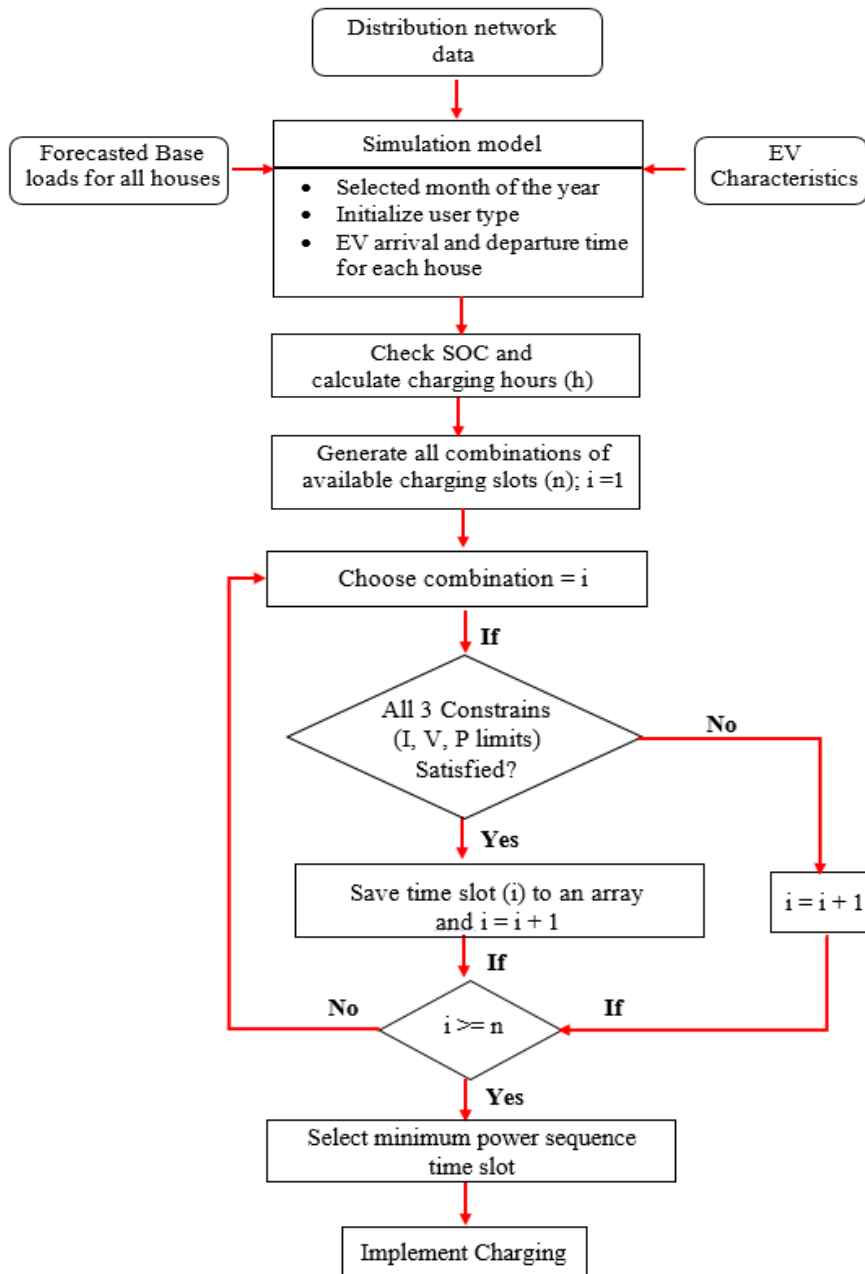 Distribution network
data
Simulation model
Forecasted Base
loads for all houses
EV
Characteristics
• Selected month of the year
• Initialize user type
• EV arrival and departure time
for each house
Check SOC and
calculate charging hours (h)
Generate all combinations of
available charging slots (n); i =1
Choose combination = i
If
All 3 Constrains
(I, V, P limits)
Satisfied?
No
Yes
Save time slot (i) to an array
and i = i + 1
i = i + 1
If
No
i >= n
If
Yes
Select minimum power sequence
time slot
Implement Charging